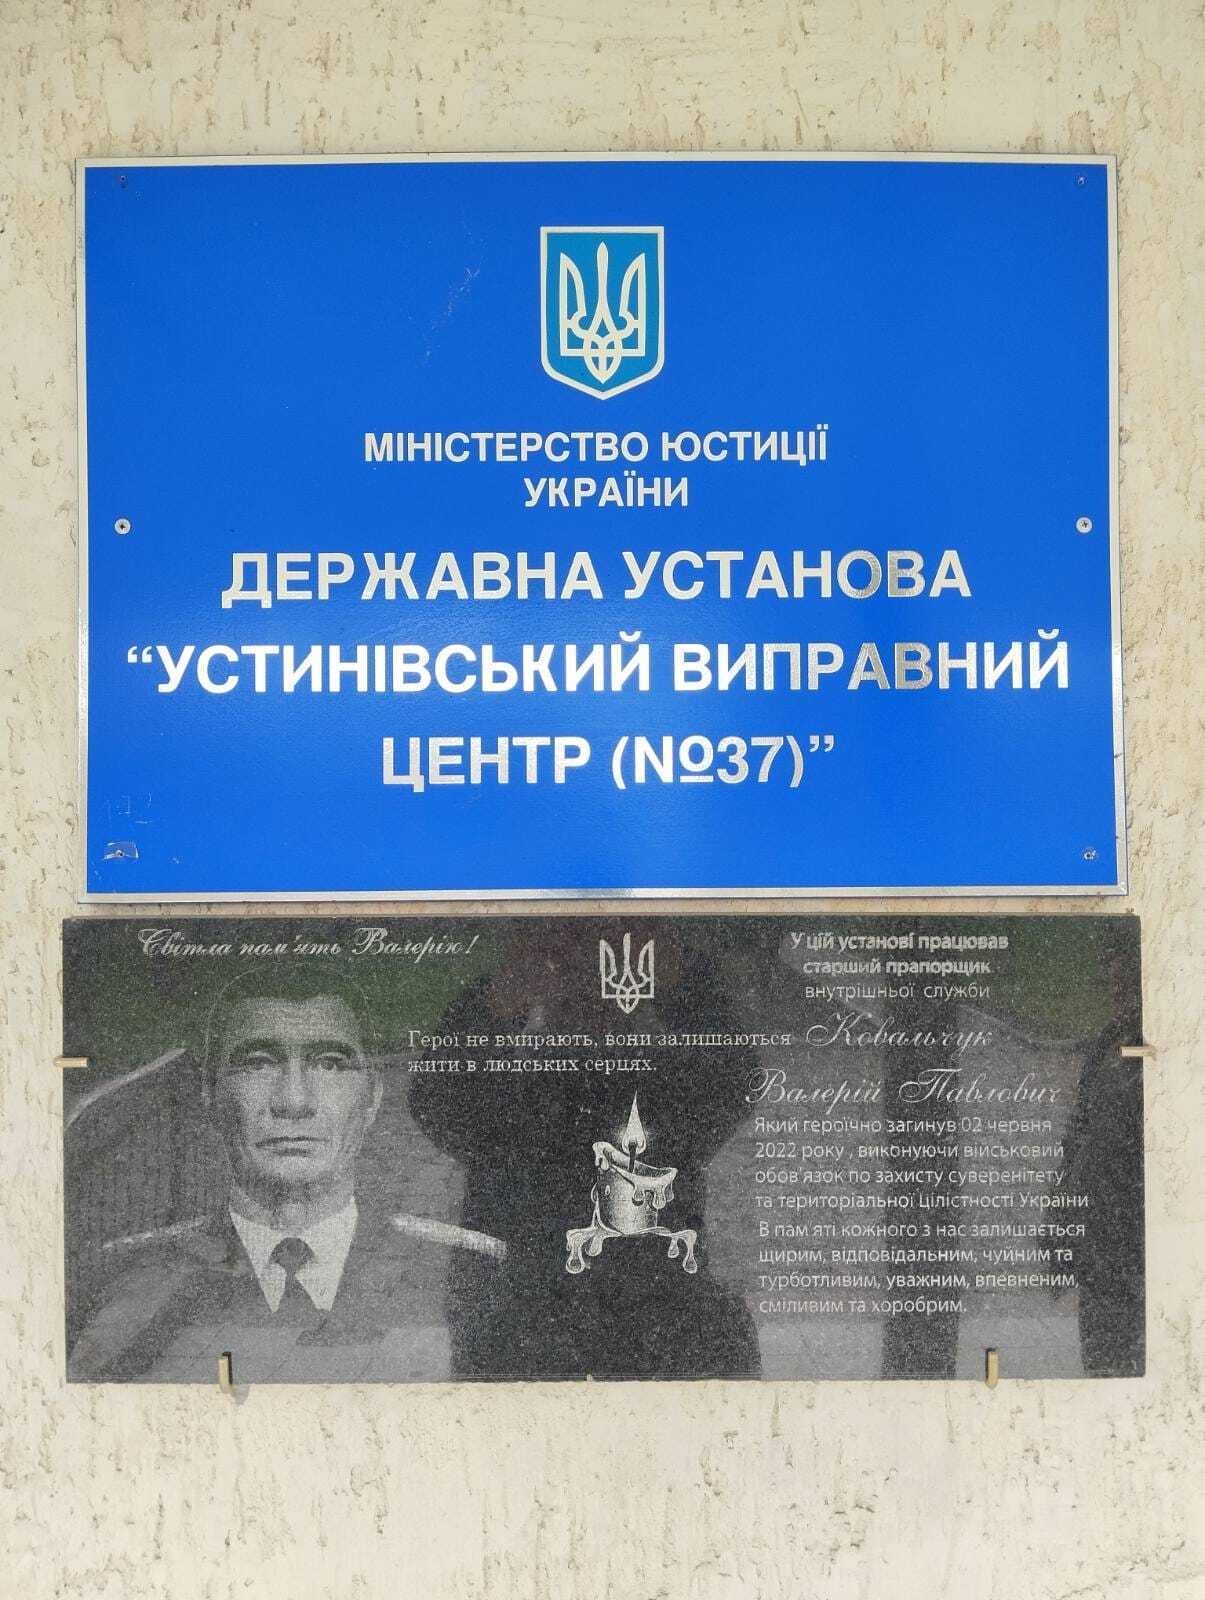 МІНІСТЕРСТВО ЮСТИЦІЇ
УКРАЇНИ
ДЕРЖАВНА УСТАНОВА
“УСТИНІВСЬКИЙ ВИПРАВНИЙ
ЦЕНТР (№37)”
Світла пам'ять Валерію!
Герої не вмирають, вони залишаються
жити в людських серцях.
У цій установі працював
старший прапорщик
внутрішньої служби
Ковальчук
Валерій Павлович
Який героїчно загинув 02 червня
2022 року , виконуючи військовий
обов'язок по захисту суверенітету
та територіальної цілістності України
В пам яті кожного з нас залишається
щирим, відповідальним, чуйним та
турботливим, уважним, впевненим,
сміливим та хоробрим.